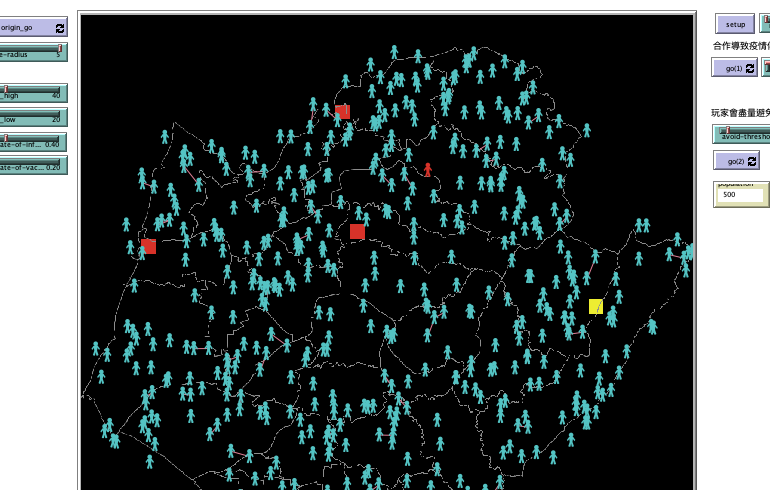 origin_go
e-radius 5
_high 40
_low 20
ate-of-inf... 0.40
ate-of-vac... 0.20
setup
合作導致疫情
go(1)
玩家會盡量避
avoid-thresho
go(2)
population
500